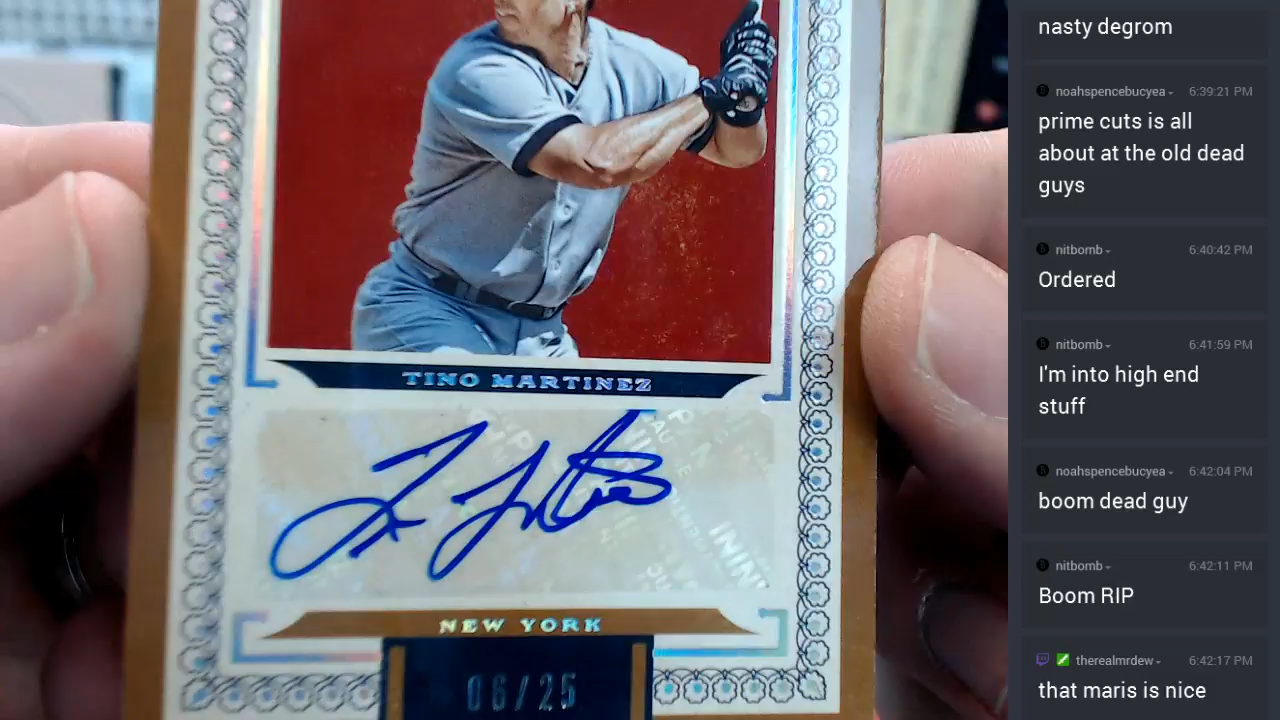 TINO MARTINEZ
NEW YORK
06/25
nasty degrom
noahspencebucyea 6:39:21 PM
prime cuts is all
about at the old dead
guys
nitbomb 6:40:42 PM
Ordered
nitbomb 6:41:59 PM
I'm into high end
stuff
noahspencebucyea 6:42:04 PM
boom dead guy
nitbomb 6:42:11 PM
Boom RIP
therealmrdew 6:42:17 PM
that maris is nice